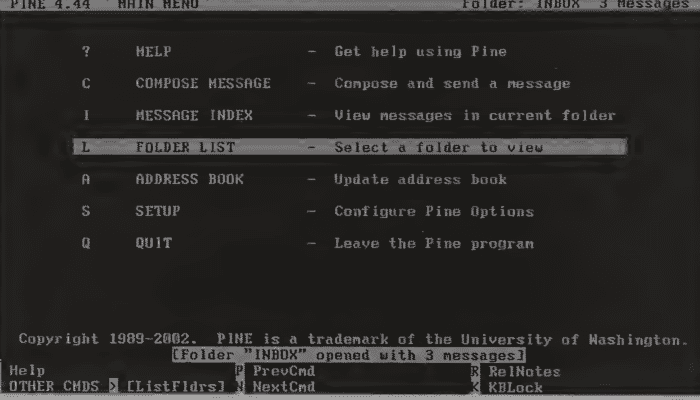 PINE 4.44 MAIN MENU Folder: INBOX 3 Messages
? HELP - Get help using Pine
C COMPOSE MESSAGE - Compose and send a message
I MESSAGE INDEX - View messages in current folder
L FOLDER LIST - Select a folder to view
A ADDRESS BOOK - Update address book
S SETUP - Configure Pine Options
Q QUIT - Leave the Pine program
Copyright 1989-2002. PINE is a trademark of the University of Washington.
[Folder "INBOX" opened with 3 messages]
Help P PrevCmd R RelNotes
OTHER CMDS > [ListFldrs] N NextCmd K KBLock